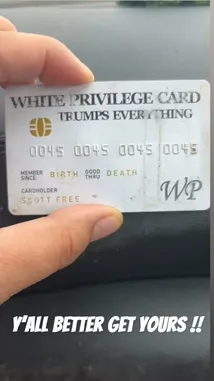 WHITE PRIVILEGE CARD
TRUMPS EVERYTHING
0045 0045 0045 0045
MEMBER SINCE BIRTH GOOD THRU DEATH
CARDHOLDER
SCOTT FREE
WP
Y'ALL BETTER GET YOURS !!